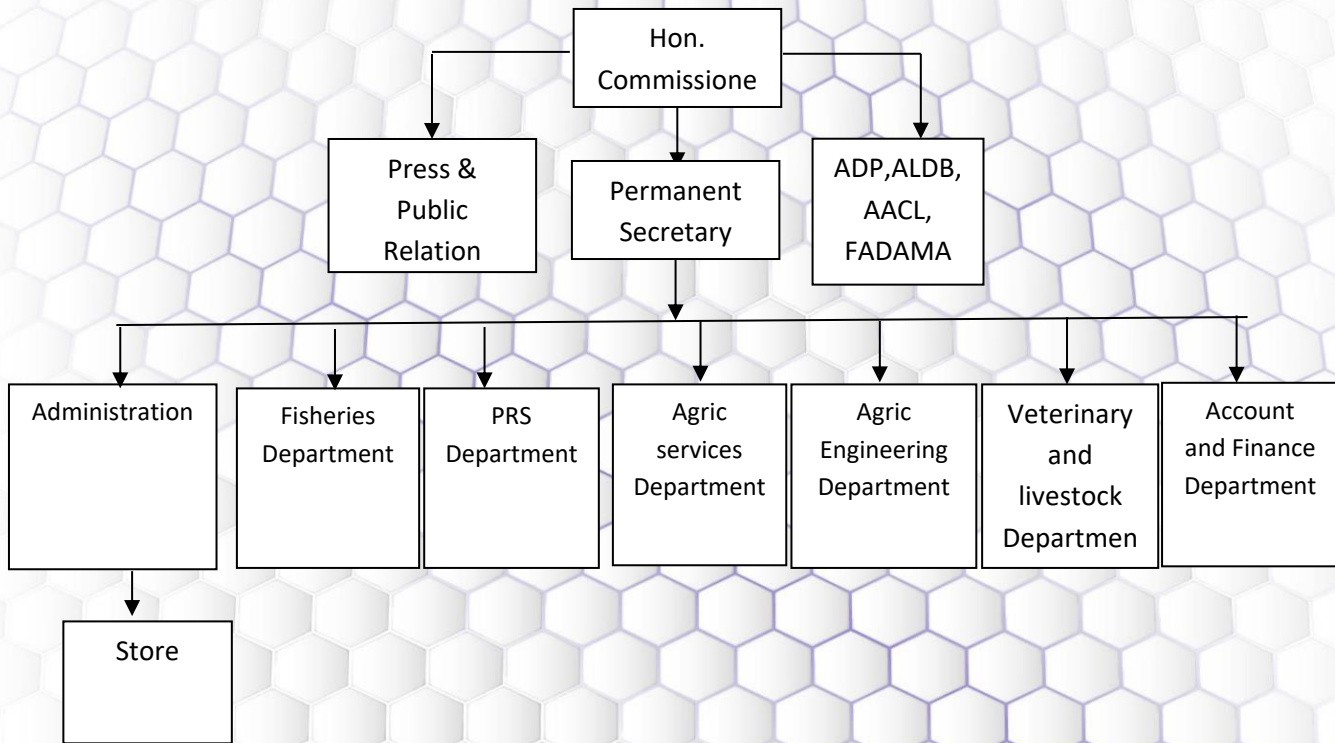 Hon.
Commissione
Press &
Public
Relation
Permanent
Secretary
ADP,ALDB,
AACL,
FADAMA
Administration
Fisheries
Department
PRS
Department
Agric
services
Department
Agric
Engineering
Department
Veterinary
and
livestock
Departmen
Account
and Finance
Department
Store